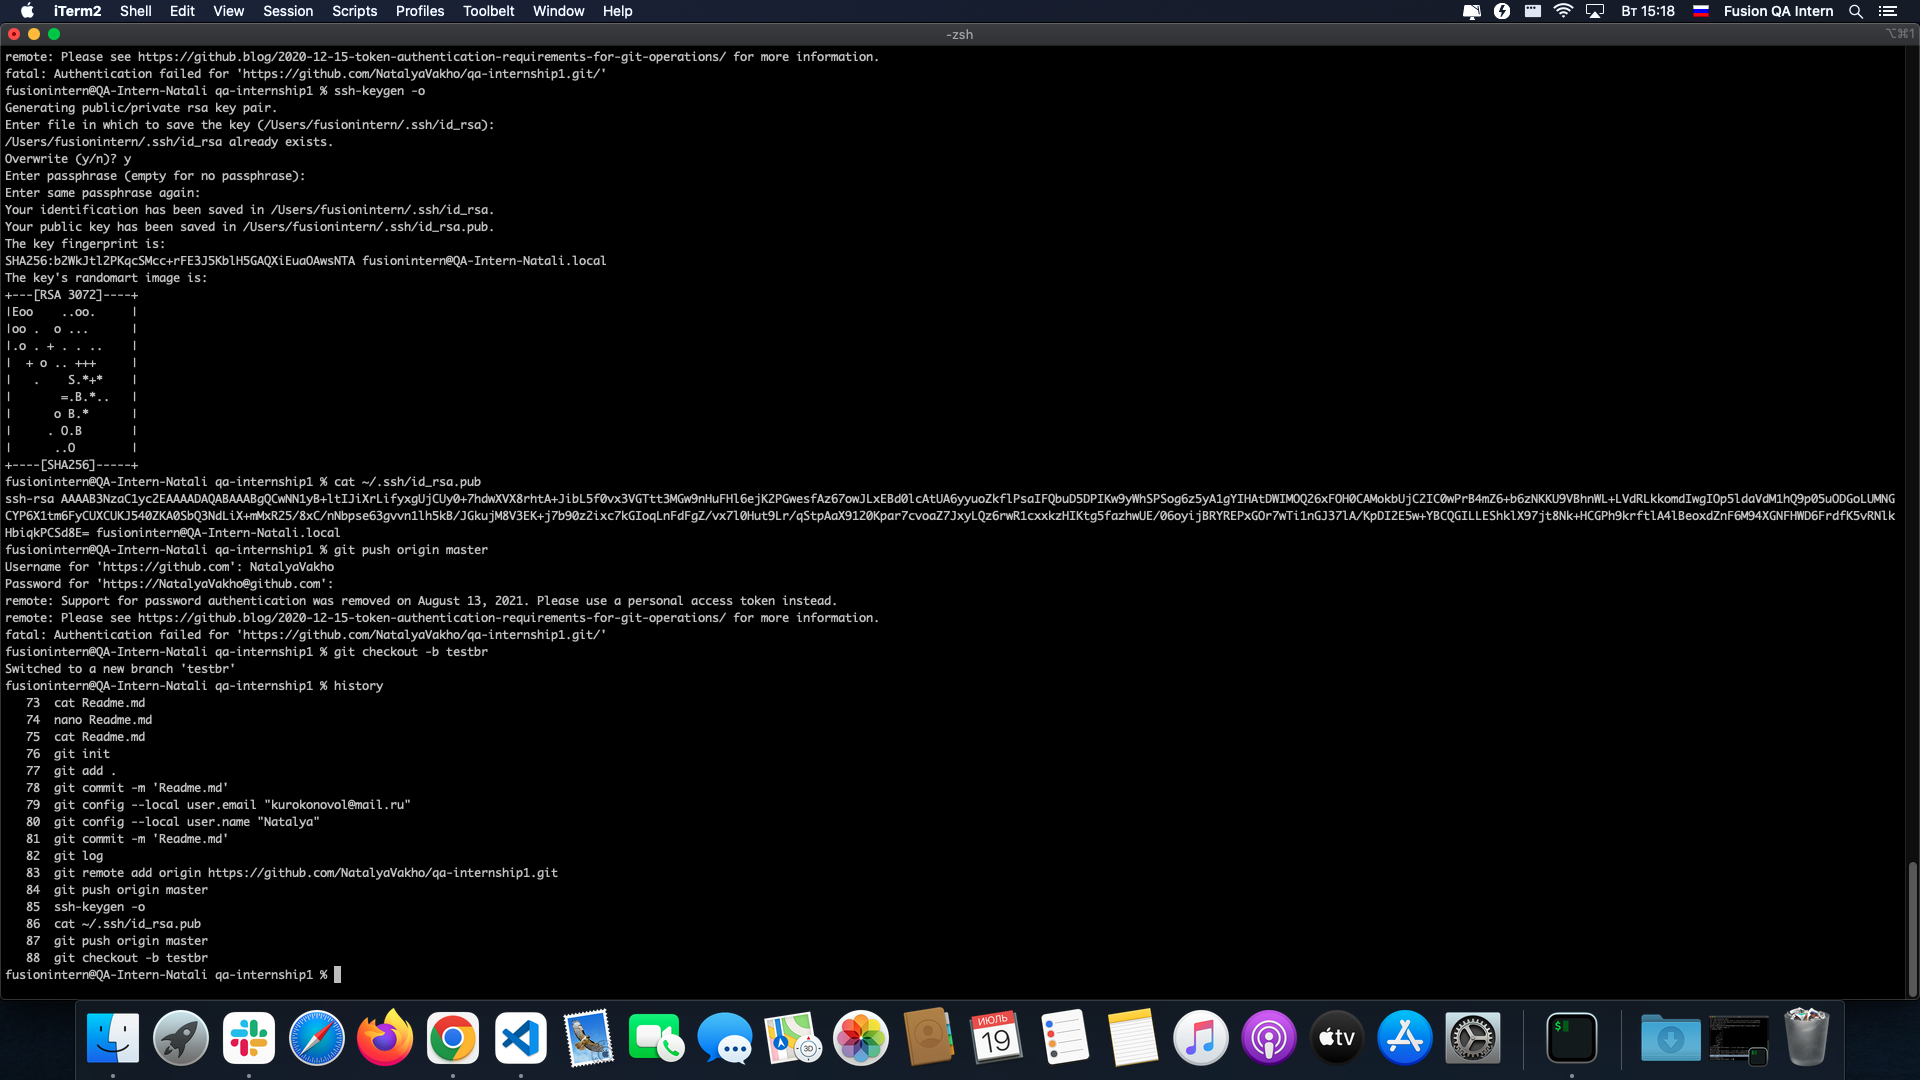 iTerm2 Shell Edit View Session Scripts Profiles Toolbelt Window Help Вт 15:18 Fusion QA Intern
-zsh ⌥⌘1
remote: Please see https://github.blog/2020-12-15-token-authentication-requirements-for-git-operations/ for more information.
fatal: Authentication failed for 'https://github.com/NatalyaVakho/qa-internship1.git/'
fusionintern@QA-Intern-Natali qa-internship1 % ssh-keygen -o
Generating public/private rsa key pair.
Enter file in which to save the key (/Users/fusionintern/.ssh/id_rsa):
/Users/fusionintern/.ssh/id_rsa already exists.
Overwrite (y/n)? y
Enter passphrase (empty for no passphrase):
Enter same passphrase again:
Your identification has been saved in /Users/fusionintern/.ssh/id_rsa.
Your public key has been saved in /Users/fusionintern/.ssh/id_rsa.pub.
The key fingerprint is:
SHA256:b2WkJtl2PKqcSMcc+rFE3J5KblH5GAQXiEuaOAwsNTA fusionintern@QA-Intern-Natali.local
The key's randomart image is:
+---[RSA 3072]----+
|Eoo    ..oo.     |
|oo .  o ...      |
|.o . + . . ..    |
|  + o .. +++     |
|   .    S.*+*    |
|       =.B.*..   |
|      o B.*      |
|     . O.B       |
|      ..O        |
+----[SHA256]-----+
fusionintern@QA-Intern-Natali qa-internship1 % cat ~/.ssh/id_rsa.pub
ssh-rsa
HbiqkPCSd8E= fusionintern@QA-Intern-Natali.local
fusionintern@QA-Intern-Natali qa-internship1 % git push origin master
Username for 'https://github.com': NatalyaVakho
Password for 'https://NatalyaVakho@github.com':
remote: Support for password authentication was removed on August 13, 2021. Please use a personal access token instead.
remote: Please see https://github.blog/2020-12-15-token-authentication-requirements-for-git-operations/ for more information.
fatal: Authentication failed for 'https://github.com/NatalyaVakho/qa-internship1.git/'
fusionintern@QA-Intern-Natali qa-internship1 % git checkout -b testbr
Switched to a new branch 'testbr'
fusionintern@QA-Intern-Natali qa-internship1 % history
73 cat Readme.md
74 nano Readme.md
75 cat Readme.md
76 git init
77 git add .
78 git commit -m 'Readme.md'
79 git config --local user.email "kurokonovol@mail.ru"
80 git config --local user.name "Natalya"
81 git commit -m 'Readme.md'
82 git log
83 git remote add origin https://github.com/NatalyaVakho/qa-internship1.git
84 git push origin master
85 ssh-keygen -o
86 cat ~/.ssh/id_rsa.pub
87 git push origin master
88 git checkout -b testbr
fusionintern@QA-Intern-Natali qa-internship1 %
ИЮЛЬ
19
3D
tv
$